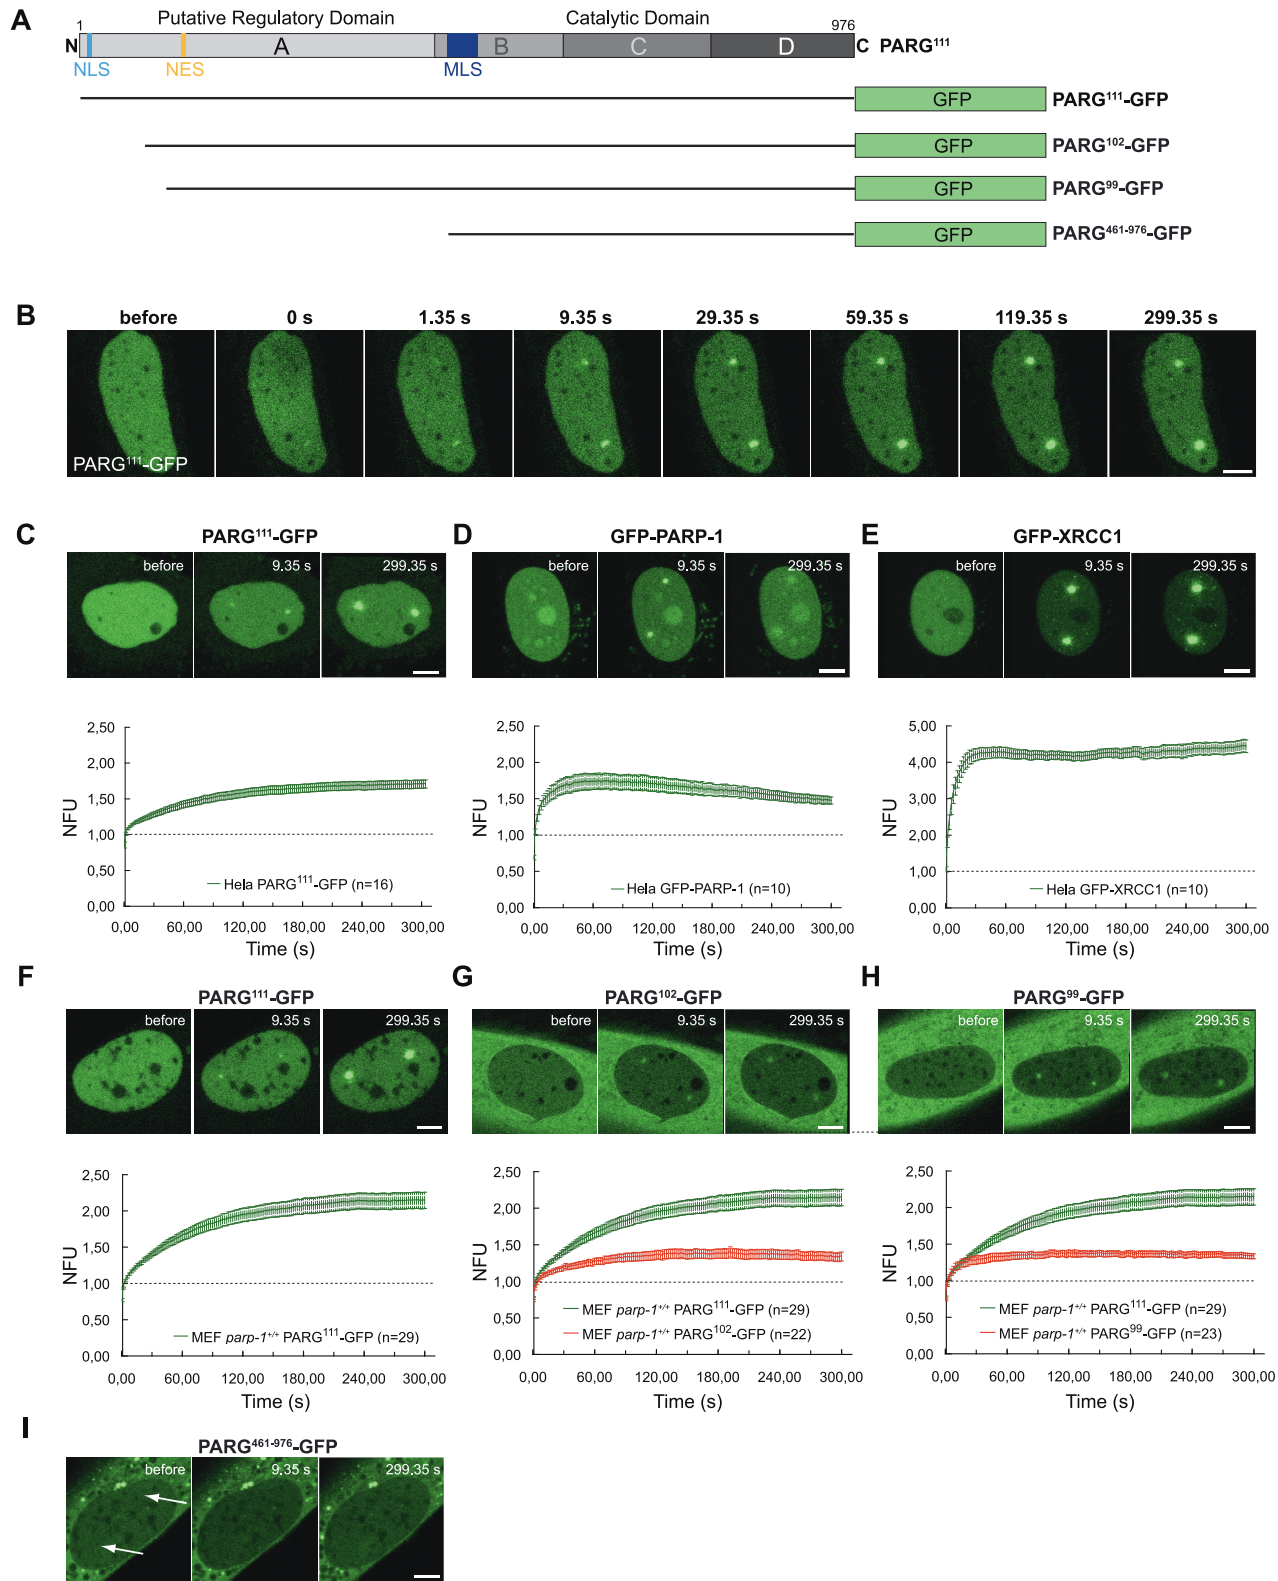 A
Putative Regulatory Domain
Catalytic Domain
1
976
N
A
B
C
D
C PARG¹¹¹
NLS
NES
MLS
GFP
PARG¹¹¹-GFP
GFP
PARG¹⁰²-GFP
GFP
PARG⁹⁹-GFP
GFP
PARG⁴⁶¹⁻⁹⁷⁶-GFP
B
before
0 s
1.35 s
9.35 s
29.35 s
59.35 s
119.35 s
299.35 s
PARG¹¹¹-GFP
C
PARG¹¹¹-GFP
before
9.35 s
299.35 s
2,50
2,00
1,50
1,00
0,50
0,00
NFU
Hela PARG¹¹¹-GFP (n=16)
0,00
60,00
120,00
180,00
240,00
300,00
Time (s)
D
GFP-PARP-1
before
9.35 s
299.35 s
2,50
2,00
1,50
1,00
0,50
0,00
NFU
Hela GFP-PARP-1 (n=10)
0,00
60,00
120,00
180,00
240,00
300,00
Time (s)
E
GFP-XRCC1
before
9.35 s
299.35 s
5,00
4,00
3,00
2,00
1,00
0,00
NFU
Hela GFP-XRCC1 (n=10)
0,00
60,00
120,00
180,00
240,00
300,00
Time (s)
F
PARG¹¹¹-GFP
before
9.35 s
299.35 s
2,50
2,00
1,50
1,00
0,50
0,00
NFU
MEF parp-1⁺/⁺ PARG¹¹¹-GFP (n=29)
0,00
60,00
120,00
180,00
240,00
300,00
Time (s)
G
PARG¹⁰²-GFP
before
9.35 s
299.35 s
2,50
2,00
1,50
1,00
0,50
0,00
NFU
MEF parp-1⁺/⁺ PARG¹¹¹-GFP (n=29)
MEF parp-1⁺/⁺ PARG¹⁰²-GFP (n=22)
0,00
60,00
120,00
180,00
240,00
300,00
Time (s)
H
PARG⁹⁹-GFP
before
9.35 s
299.35 s
2,50
2,00
1,50
1,00
0,50
0,00
NFU
MEF parp-1⁺/⁺ PARG¹¹¹-GFP (n=29)
MEF parp-1⁺/⁺ PARG⁹⁹-GFP (n=23)
0,00
60,00
120,00
180,00
240,00
300,00
Time (s)
I
PARG⁴⁶¹⁻⁹⁷⁶-GFP
before
9.35 s
299.35 s